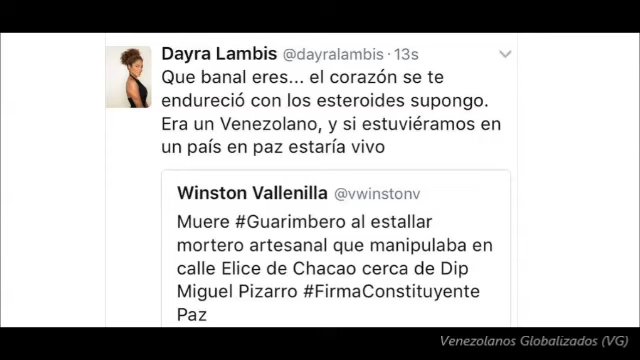 Dayra Lambis @dayralambis · 13s
Que banal eres... el corazón se te
endureció con los esteroides supongo.
Era un Venezolano, y si estuviéramos en
un país en paz estaría vivo
Winston Vallenilla @vwinstonv
Muere #Guarimbero al estallar
mortero artesanal que manipulaba en
calle Elice de Chacao cerca de Dip
Miguel Pizarro #FirmaConstituyente
Paz
Venezolanos Globalizados (VG)